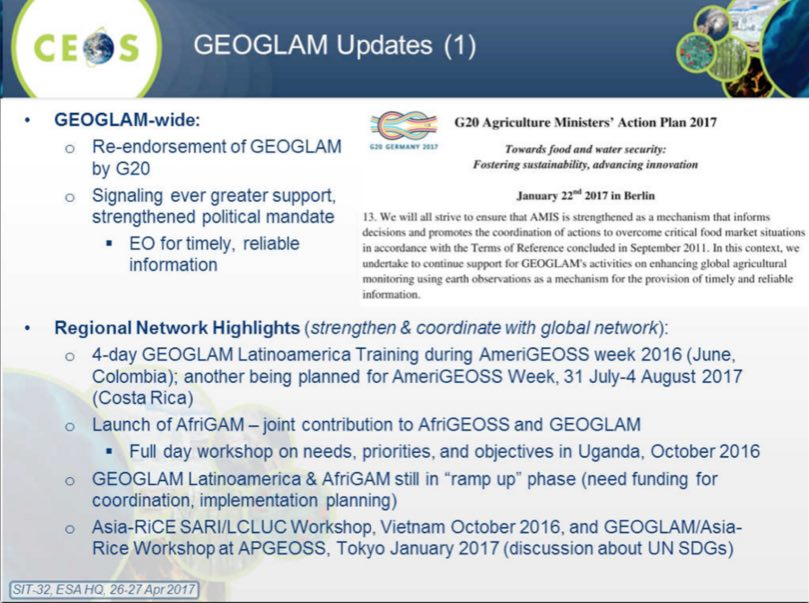 CEOS
GEOGLAM Updates (1)
• GEOGLAM-wide:
o Re-endorsement of GEOGLAM
by G20
o Signaling ever greater support,
strengthened political mandate
▪ EO for timely, reliable
information
G20 GERMANY 2017
G20 Agriculture Ministers' Action Plan 2017
Towards food and water security:
Fostering sustainability, advancing innovation
January 22nd 2017 in Berlin
13. We will all strive to ensure that AMIS is strengthened as a mechanism that informs
decisions and promotes the coordination of actions to overcome critical food market situations
in accordance with the Terms of Reference concluded in September 2011. In this context, we
undertake to continue support for GEOGLAM's activities on enhancing global agricultural
monitoring using earth observations as a mechanism for the provision of timely and reliable
information.
• Regional Network Highlights (strengthen & coordinate with global network):
o 4-day GEOGLAM Latinoamerica Training during AmeriGEOSS week 2016 (June,
Colombia); another being planned for AmeriGEOSS Week, 31 July-4 August 2017
(Costa Rica)
o Launch of AfriGAM – joint contribution to AfriGEOSS and GEOGLAM
▪ Full day workshop on needs, priorities, and objectives in Uganda, October 2016
o GEOGLAM Latinoamerica & AfriGAM still in “ramp up” phase (need funding for
coordination, implementation planning)
o Asia-RiCE SARI/LCLUC Workshop, Vietnam October 2016, and GEOGLAM/Asia-
Rice Workshop at APGEOSS, Tokyo January 2017 (discussion about UN SDGs)
SIT-32, ESA HQ, 26-27 Apr 2017